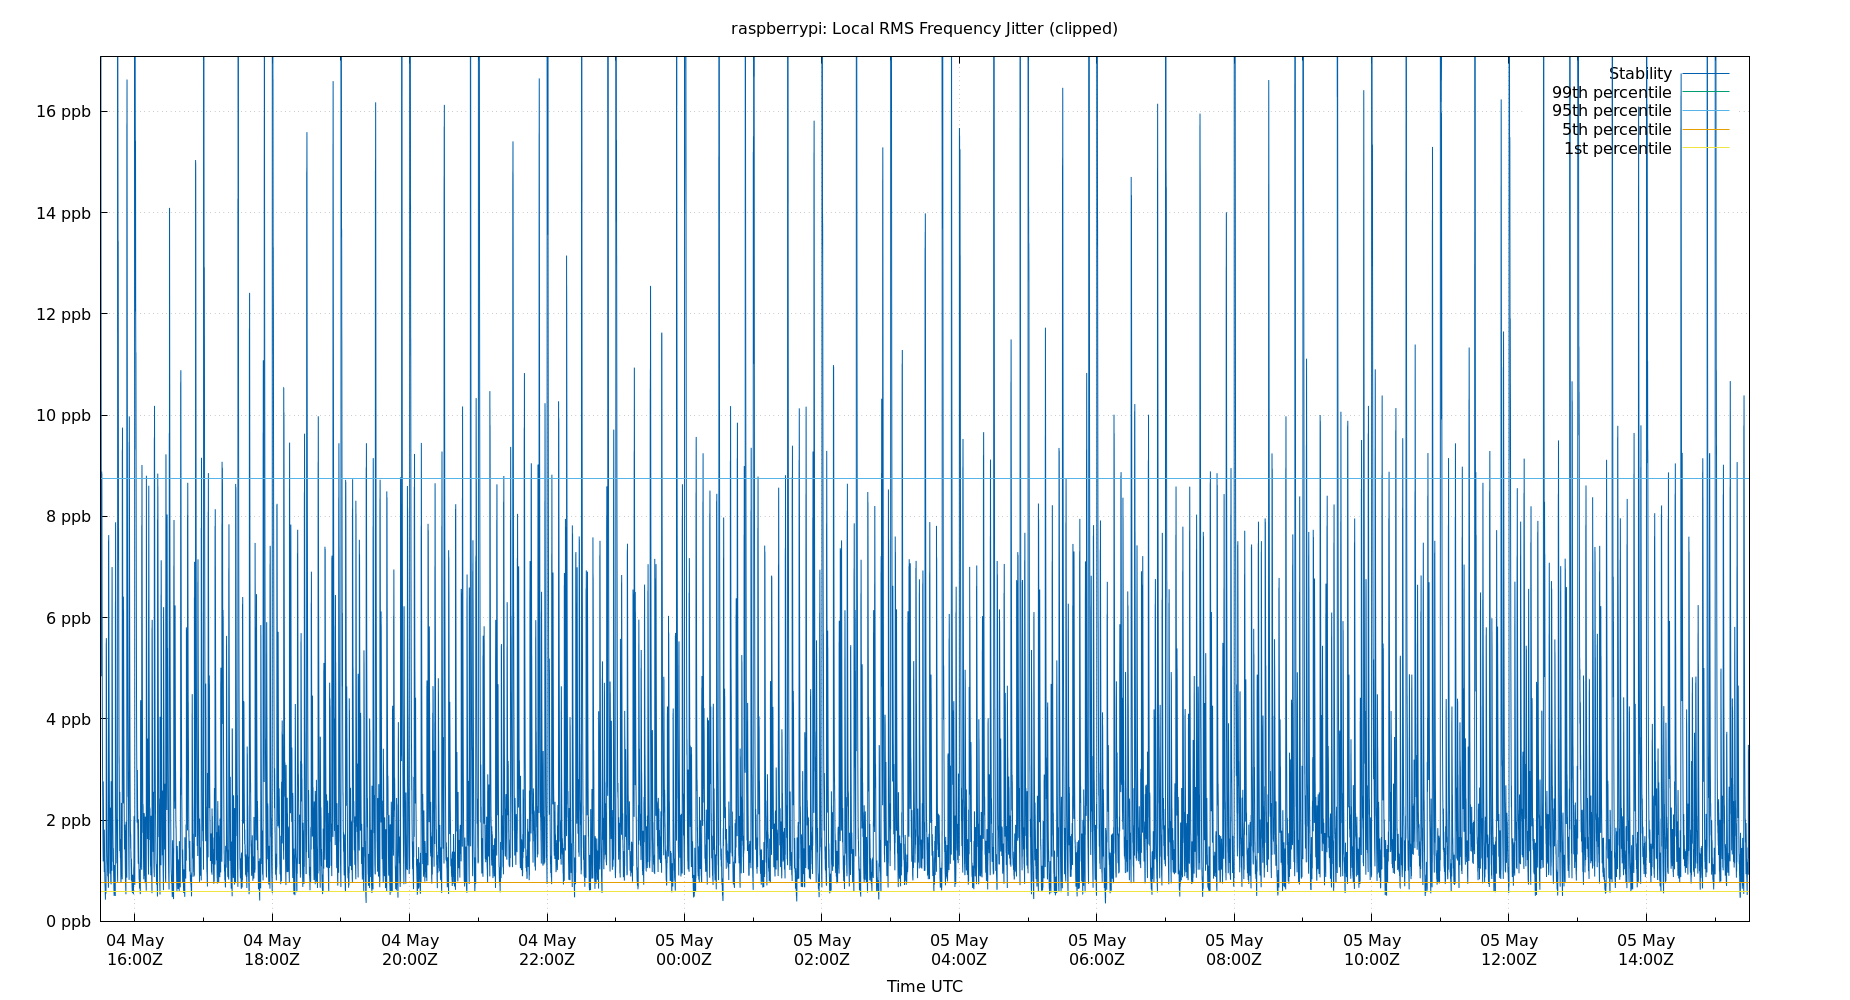 raspberrypi: Local RMS Frequency Jitter (clipped)
Stability
99th percentile
95th percentile
5th percentile
1st percentile
16 ppb
14 ppb
12 ppb
10 ppb
8 ppb
6 ppb
4 ppb
2 ppb
0 ppb
04 May 04 May 04 May 04 May 05 May 05 May 05 May 05 May 05 May 05 May 05 May 05 May
16:00Z 18:00Z 20:00Z 22:00Z 00:00Z 02:00Z 04:00Z 06:00Z 08:00Z 10:00Z 12:00Z 14:00Z
Time UTC